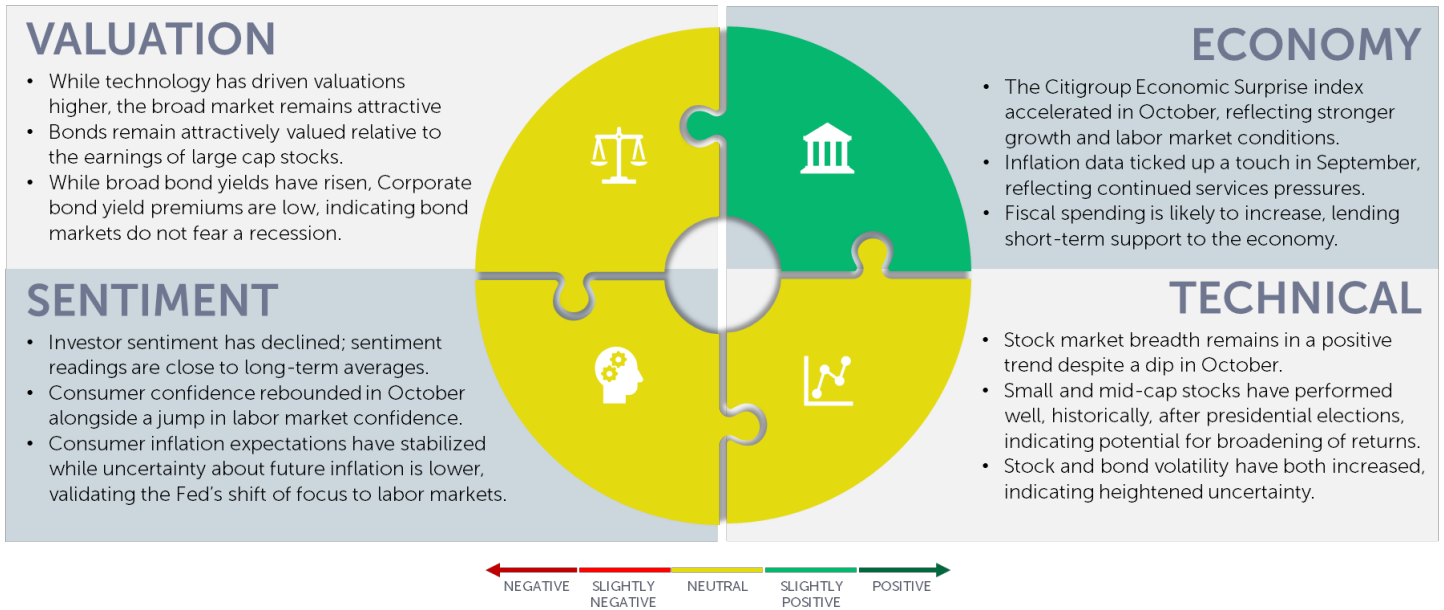 VALUATION
• While technology has driven valuations
higher, the broad market remains attractive
• Bonds remain attractively valued relative to
the earnings of large cap stocks.
• While broad bond yields have risen, Corporate
bond yield premiums are low, indicating bond
markets do not fear a recession.
ECONOMY
• The Citigroup Economic Surprise index
accelerated in October, reflecting stronger
growth and labor market conditions.
• Inflation data ticked up a touch in September,
reflecting continued services pressures.
• Fiscal spending is likely to increase, lending
short-term support to the economy.
SENTIMENT
• Investor sentiment has declined; sentiment
readings are close to long-term averages.
• Consumer confidence rebounded in October
alongside a jump in labor market confidence.
• Consumer inflation expectations have stabilized
while uncertainty about future inflation is lower,
validating the Fed's shift of focus to labor markets.
TECHNICAL
• Stock market breadth remains in a positive
trend despite a dip in October.
• Small and mid-cap stocks have performed
well, historically, after presidential elections,
indicating potential for broadening of returns.
• Stock and bond volatility have both increased,
indicating heightened uncertainty.
NEGATIVE
SLIGHTLY
NEGATIVE
NEUTRAL
SLIGHTLY
POSITIVE
POSITIVE